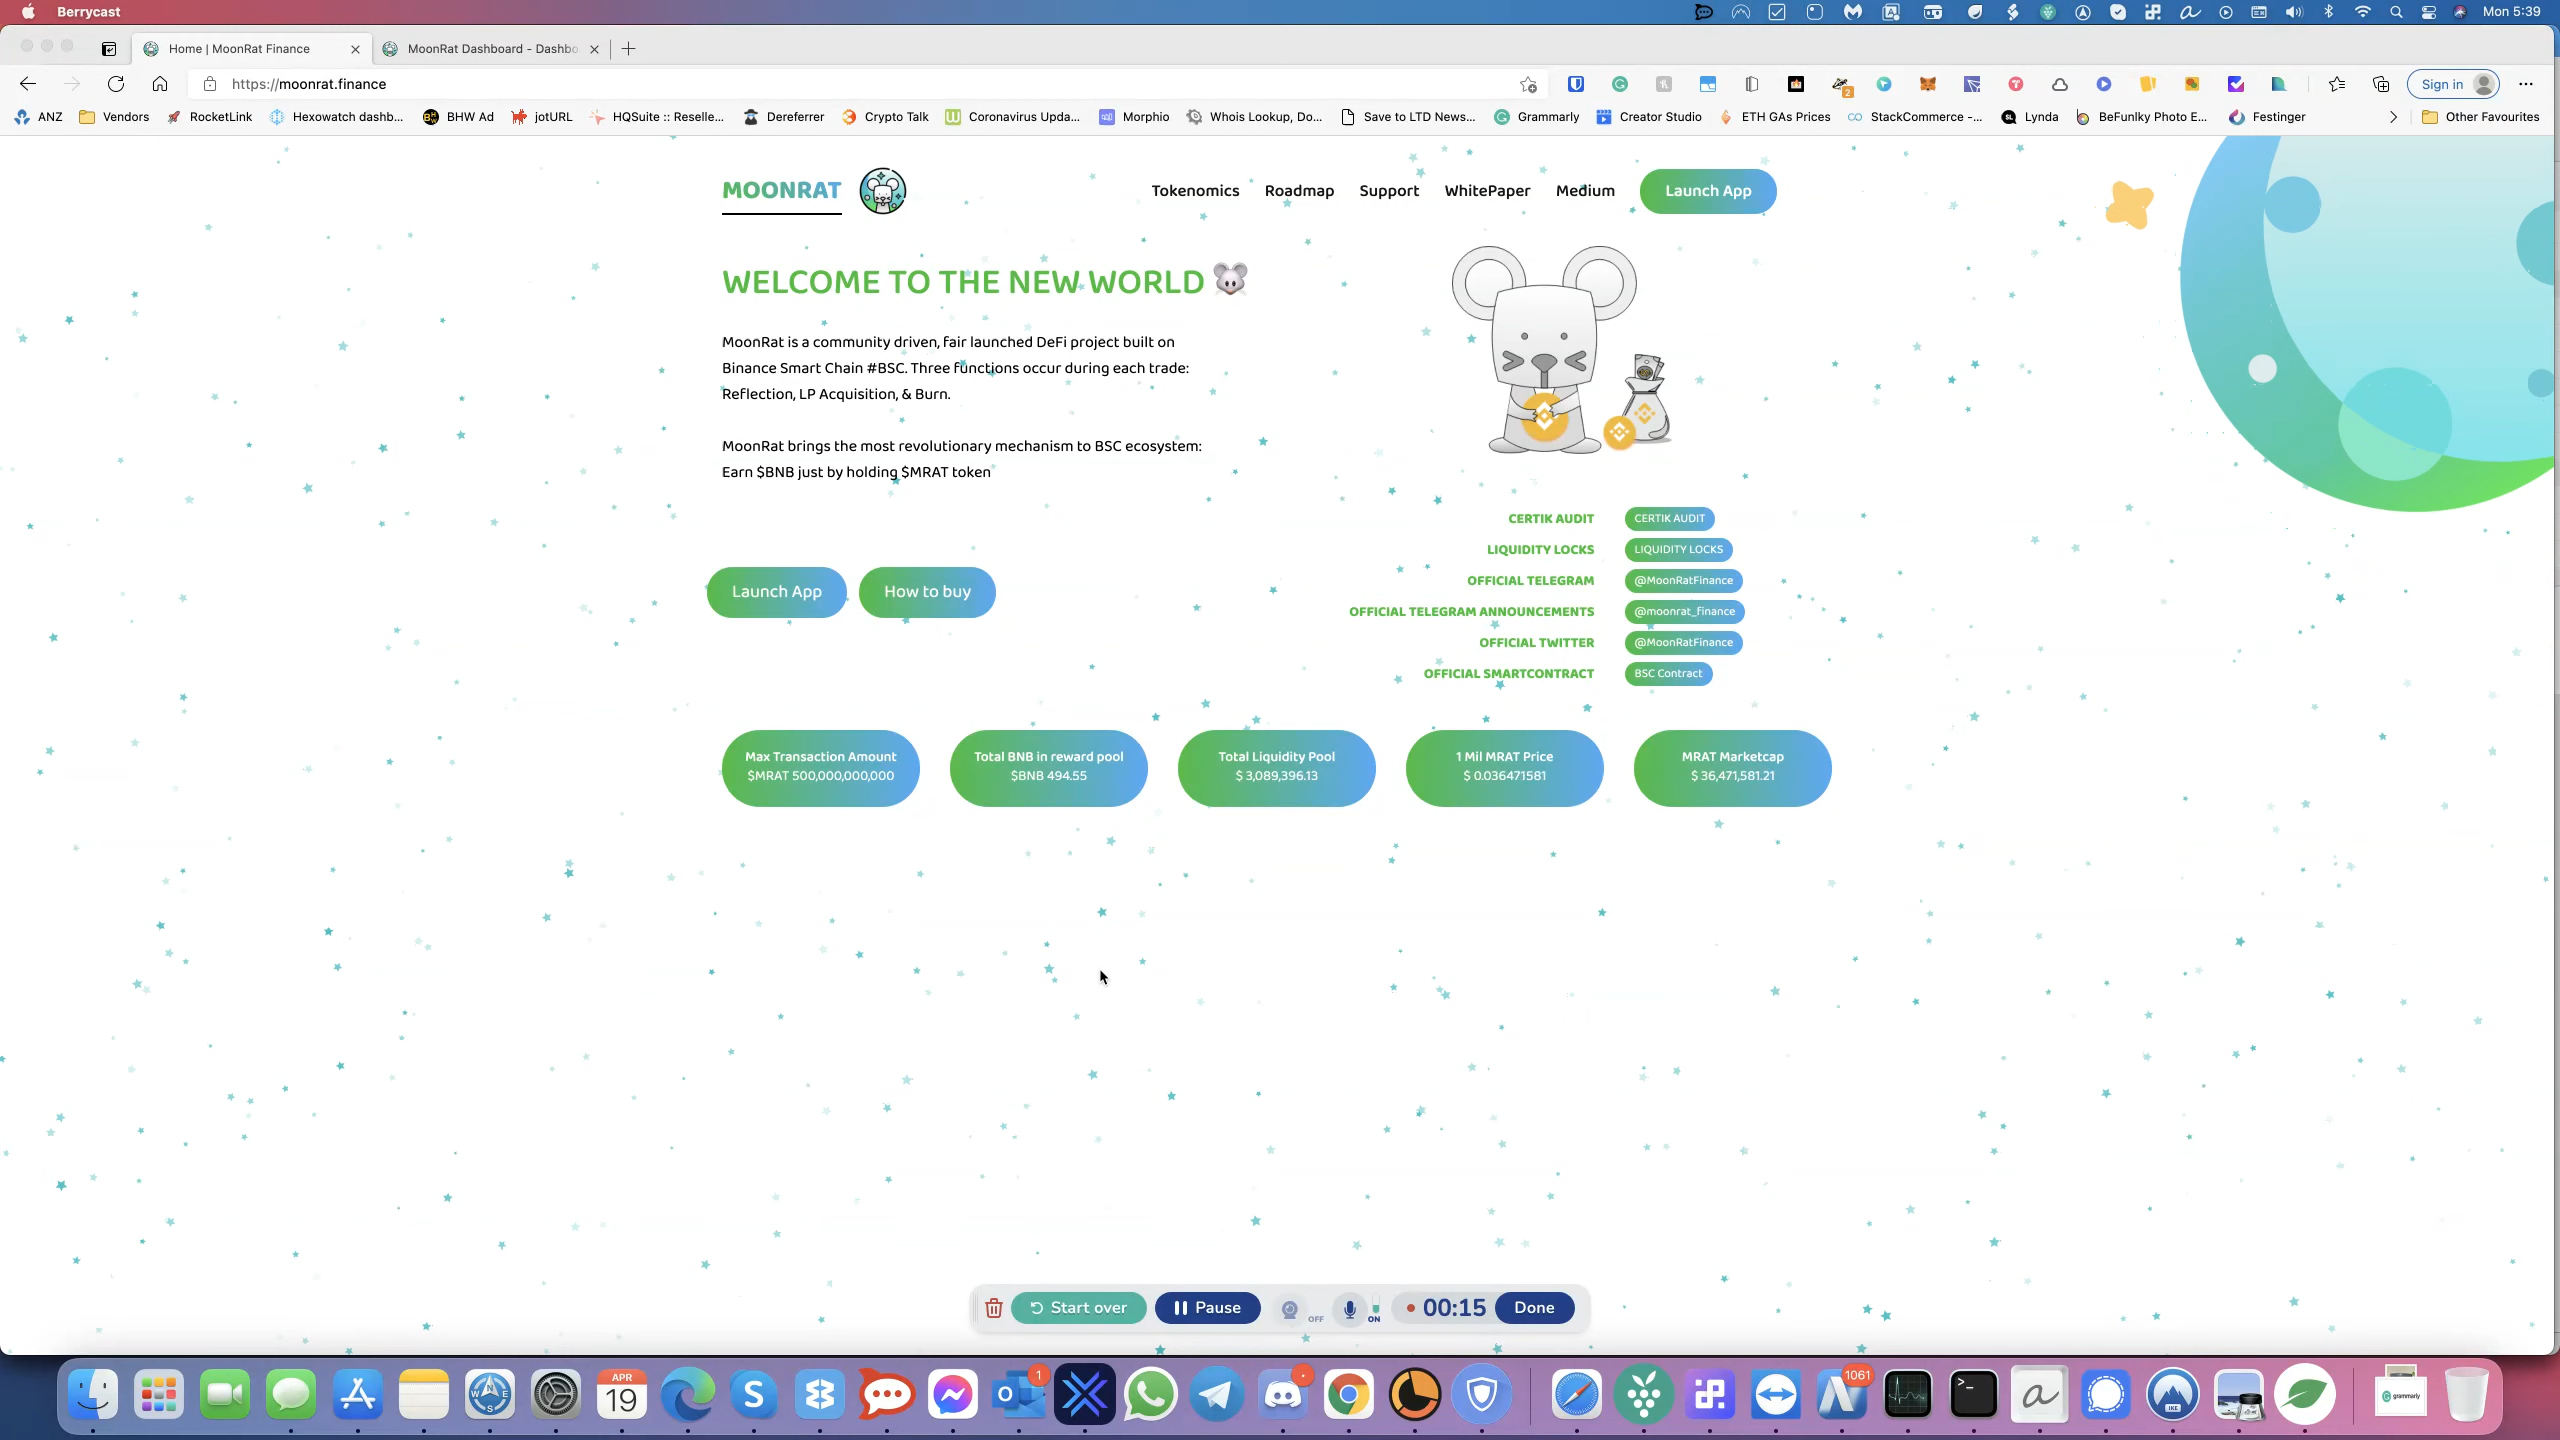 Berrycast
Mon 5:39
Home | MoonRat Finance
MoonRat Dashboard - Dashbo
https://moonrat.finance
2
Sign in
ANZ
Vendors
RocketLink
Hexowatch dashb...
BHW Ad
jotURL
HQSuite :: Reselle...
Dereferrer
Crypto Talk
Coronavirus Upda...
Morphio
Whois Lookup, Do...
Save to LTD News...
Grammarly
Creator Studio
ETH GAs Prices
StackCommerce -...
Lynda
BeFunlky Photo E...
Festinger
Other Favourites
MOONRAT
Tokenomics
Roadmap
Support
WhitePaper
Medium
Launch App
WELCOME TO THE NEW WORLD
MoonRat is a community driven, fair launched DeFi project built on
Binance Smart Chain #BSC. Three functions occur during each trade:
Reflection, LP Acquisition, & Burn.
MoonRat brings the most revolutionary mechanism to BSC ecosystem:
Earn $BNB just by holding $MRAT token
Launch App
How to buy
CERTIK AUDIT
CERTIK AUDIT
LIQUIDITY LOCKS
LIQUIDITY LOCKS
OFFICIAL TELEGRAM
@MoonRatFinance
OFFICIAL TELEGRAM ANNOUNCEMENTS
@moonrat_finance
OFFICIAL TWITTER
@MoonRatFinance
OFFICIAL SMARTCONTRACT
BSC Contract
Max Transaction Amount
$MRAT 500,000,000,000
Total BNB in reward pool
$BNB 494.55
Total Liquidity Pool
$ 3,089,396.13
1 Mil MRAT Price
$ 0.036471581
MRAT Marketcap
$ 36,471,581.21
Start over
Pause
OFF
ON
00:15
Done
APR
19
1
1061
IKE
grammarly